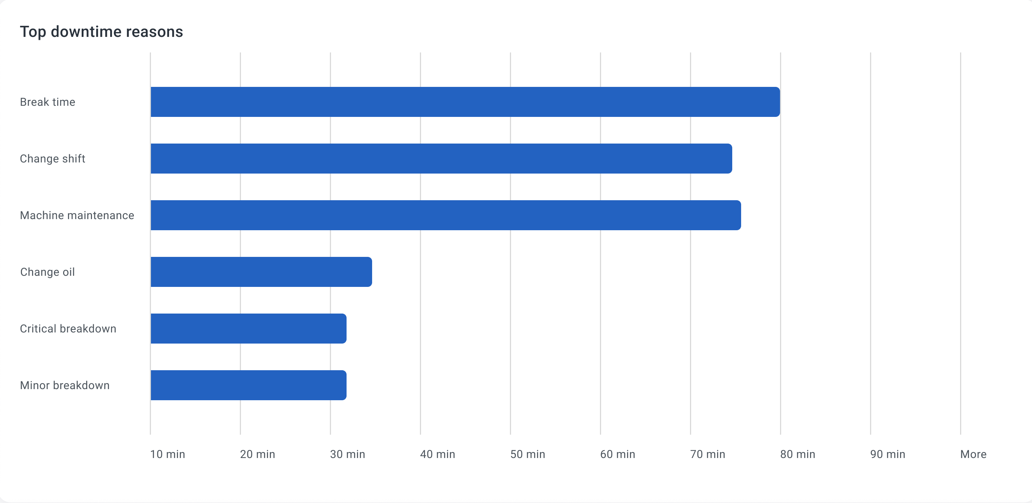 Top downtime reasons
Break time
Change shift
Machine maintenance
Change oil
Critical breakdown
Minor breakdown
10 min 20 min 30 min 40 min 50 min 60 min 70 min 80 min 90 min More